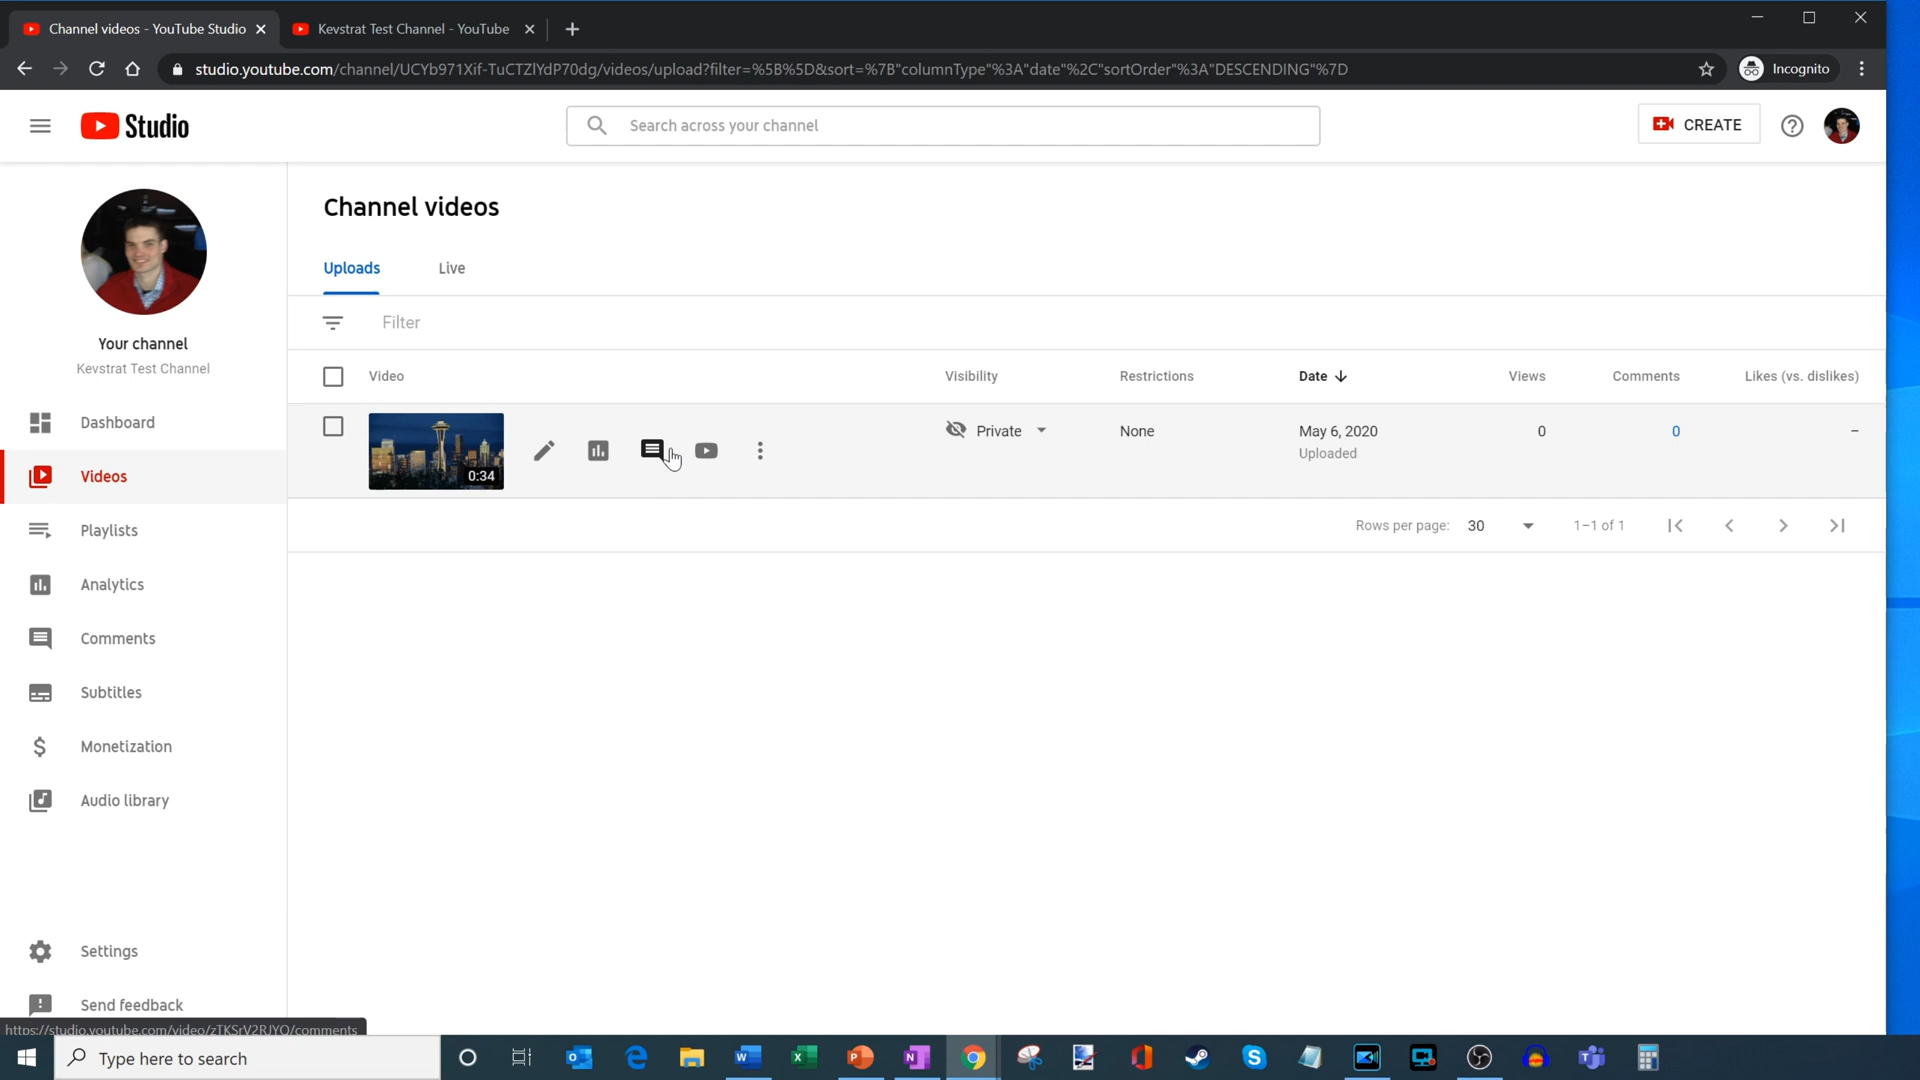 Channel videos - YouTube Studio
Kevstrat Test Channel - YouTube
studio.youtube.com/channel/UCYb971Xif-TuCTZlYdP70dg/videos/upload?filter=%5B%5D&sort=%7B"columnType"%3A"date"%2C"sortOrder"%3A"DESCENDING"%7D
Incognito
Studio
Search across your channel
CREATE
Channel videos
Uploads
Live
Your channel
Kevstrat Test Channel
Filter
Video
Visibility
Restrictions
Date
Views
Comments
Likes (vs. dislikes)
0:34
Private
None
May 6, 2020
Uploaded
0
0
–
Rows per page: 30
1–1 of 1
Dashboard
Videos
Playlists
Analytics
Comments
Subtitles
Monetization
Audio library
Settings
Send feedback
https://studio.youtube.com/video/zTKSrV2RJYQ/comments
Type here to search